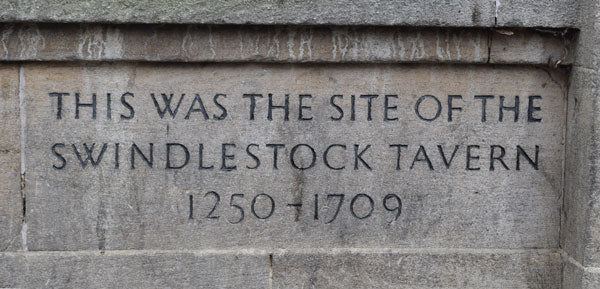 THIS WAS THE SITE OF THE
SWINDLESTOCK TAVERN
1250-1709